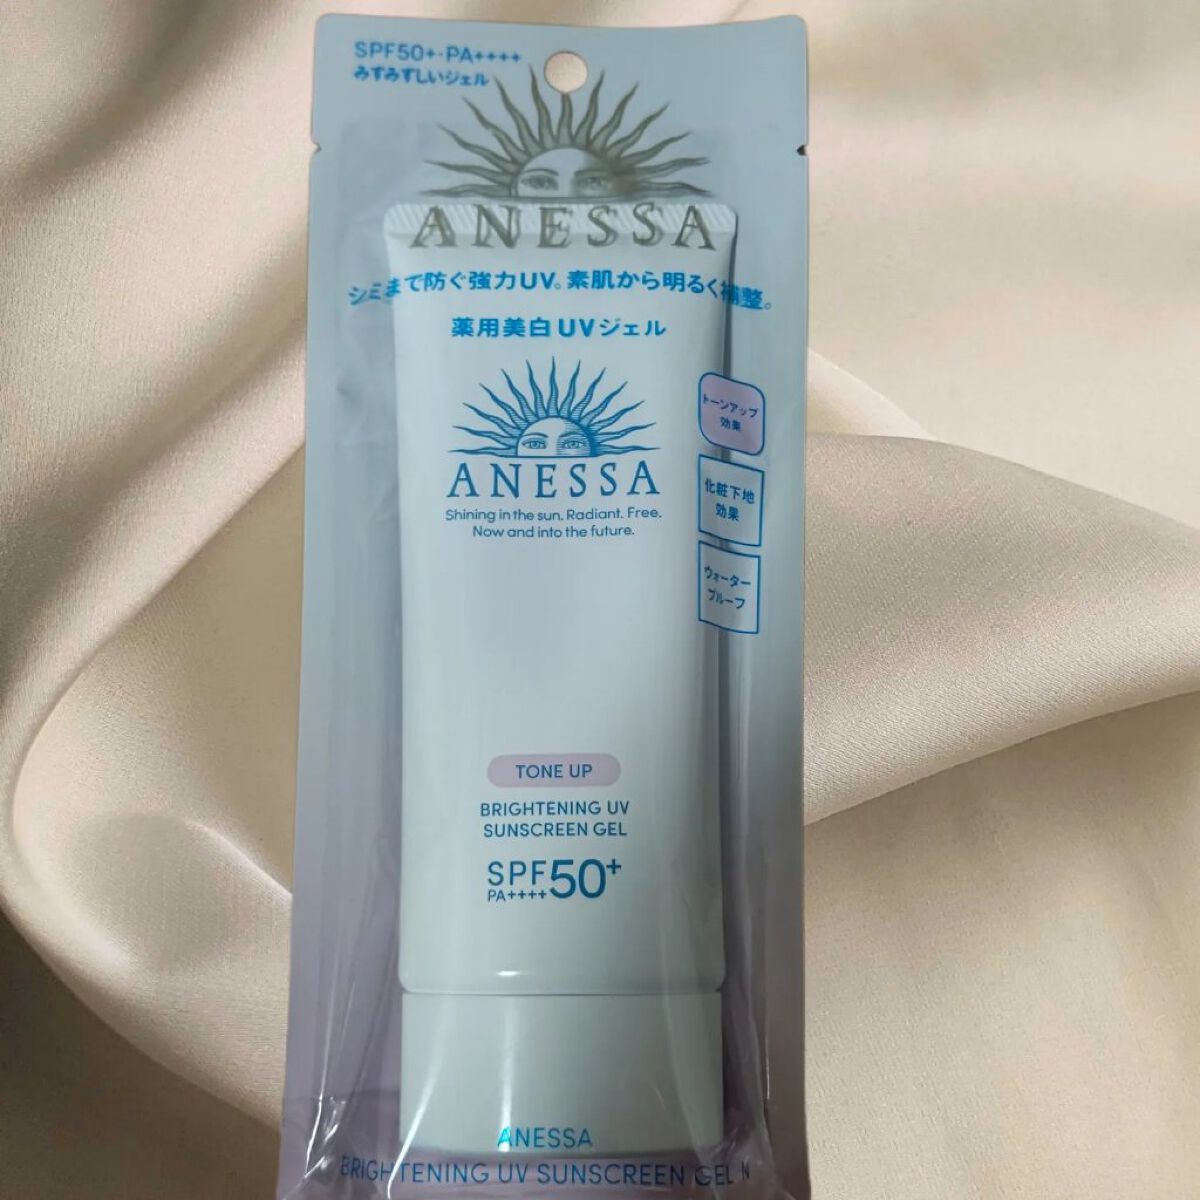 SPF50+・PA++++
みずみずしいジェル
ANESSA
シミまで防ぐ強力UV。素肌から明るく補整。
薬用美白UVジェル
ANESSA
Shining in the sun. Radiant. Free.
Now and into the future.
トーンアップ
効果
化粧下地
効果
ウォーター
プルーフ
TONE UP
BRIGHTENING UV
SUNSCREEN GEL
SPF50+
PA++++
ANESSA
BRIGHTENING UV SUNSCREEN GEL N